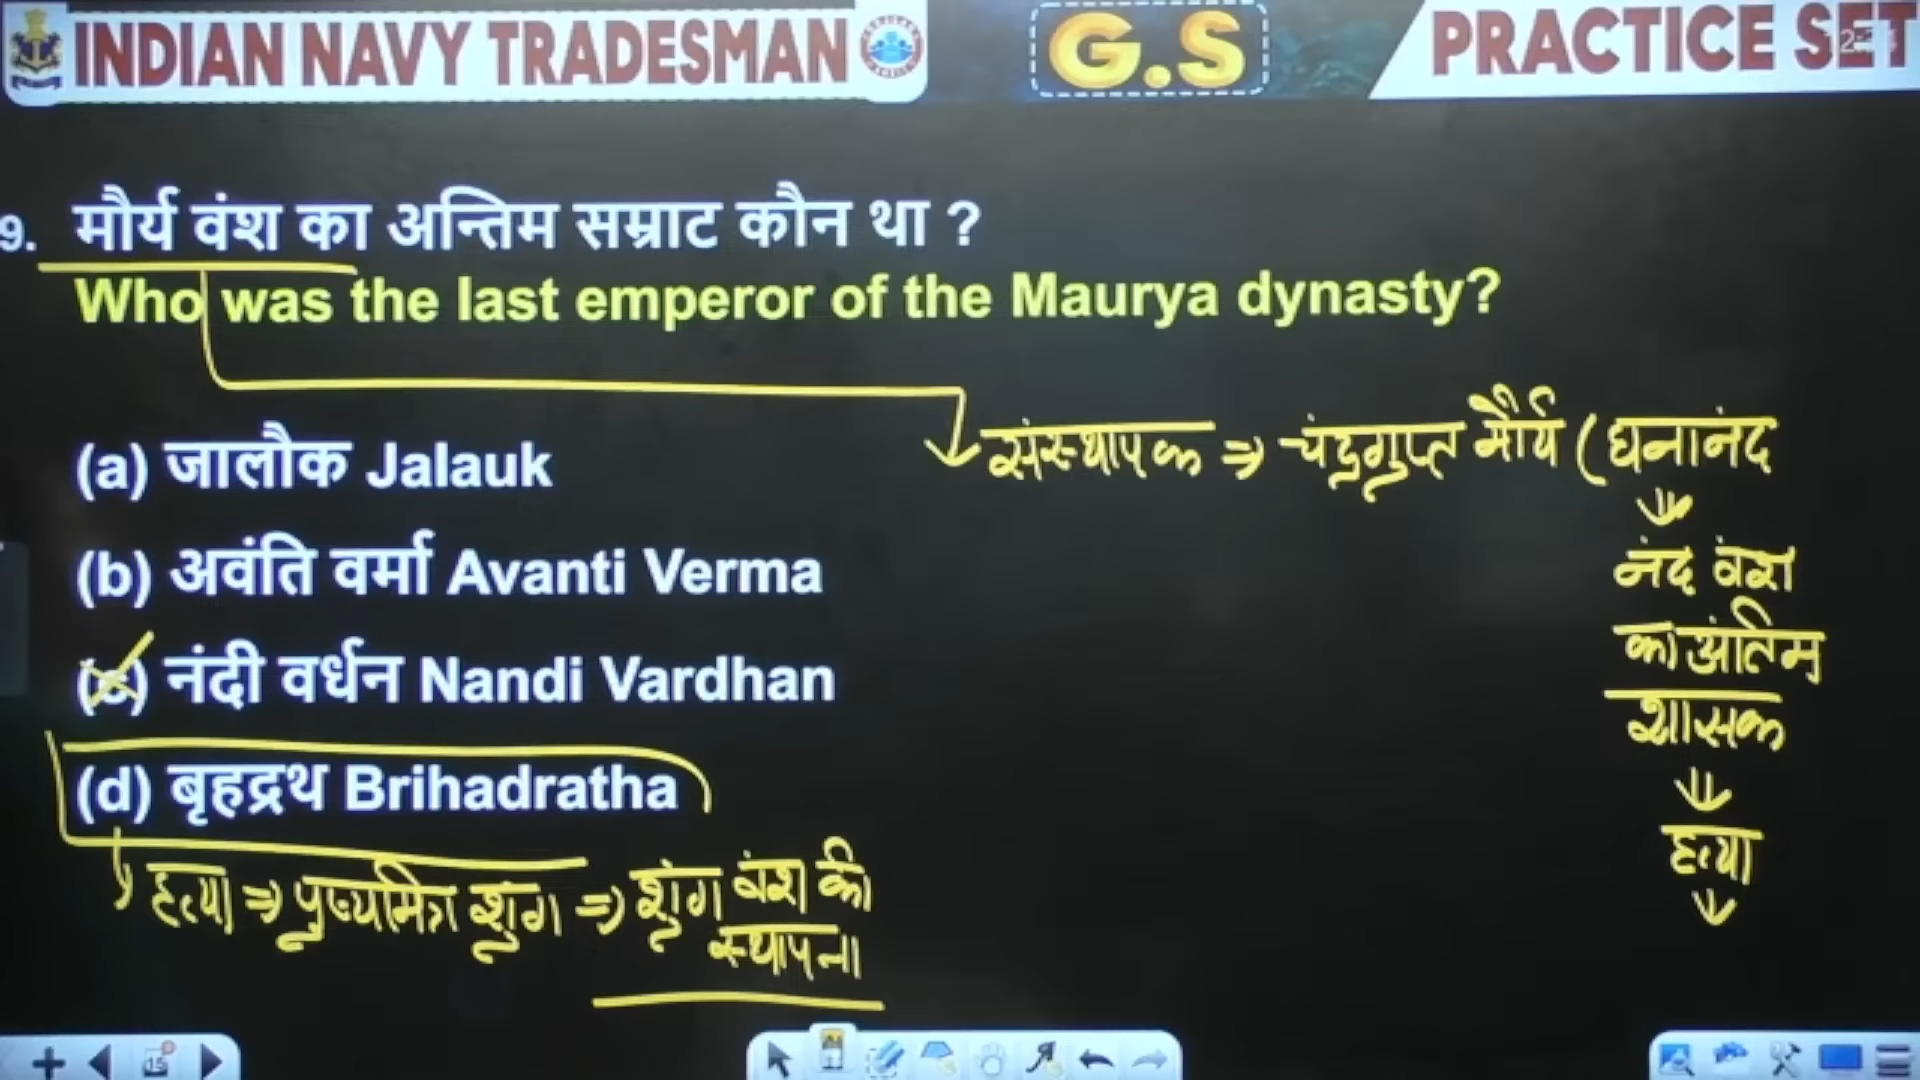 INDIAN NAVY TRADESMAN
G.S
PRACTICE SET
9. मौर्य वंश का अन्तिम सम्राट कौन था ?
Who was the last emperor of the Maurya dynasty?
संस्थापक ⇒ चंद्रगुप्त मौर्य (घनानंद
नंद वंश
का अंतिम
शासक
हत्या
(a) जालौक Jalauk
(b) अवंति वर्मा Avanti Verma
(c) नंदी वर्धन Nandi Vardhan
(d) बृहद्रथ Brihadratha
हत्या ⇒ पुष्यमित्र शुंग ⇒ शुंग वंश की
स्थापना
15